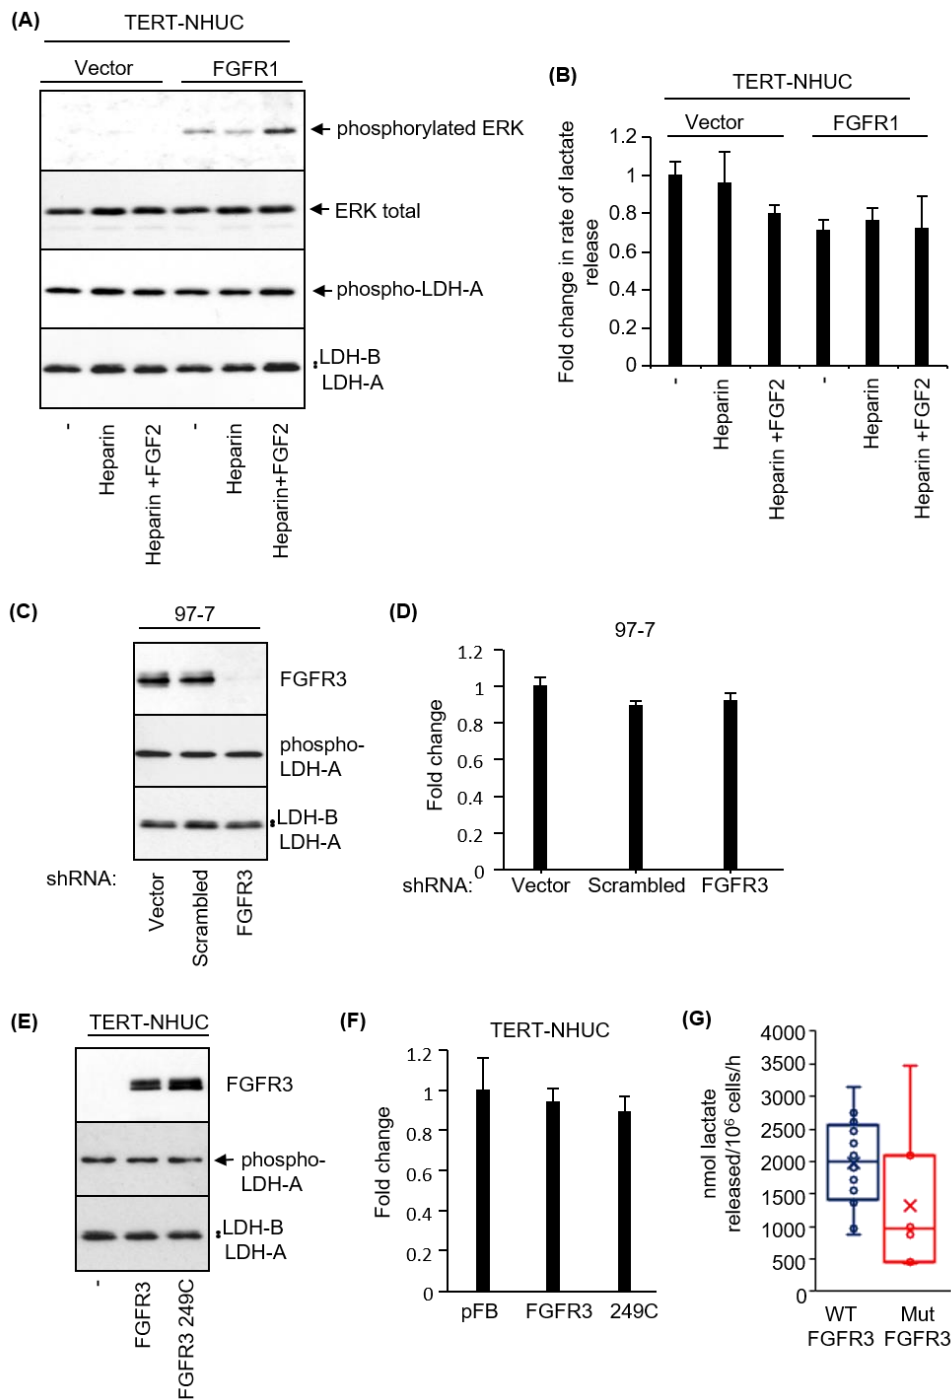 (A)
TERT-NHUC
Vector
FGFR1
phosphorylated ERK
ERK total
phospho-LDH-A
LDH-B
LDH-A
-
Heparin
Heparin +FGF2
-
Heparin
Heparin+FGF2
(B)
TERT-NHUC
Vector
FGFR1
Fold change in rate of lactate
release
1.2
1
0.8
0.6
0.4
0.2
0
-
Heparin
Heparin +FGF2
-
Heparin
Heparin +FGF2
(C)
97-7
FGFR3
phospho-
LDH-A
LDH-B
LDH-A
shRNA:
Vector
Scrambled
FGFR3
(D)
97-7
Fold change
1.2
1
0.8
0.6
0.4
0.2
0
shRNA:
Vector
Scrambled
FGFR3
(E)
TERT-NHUC
FGFR3
phospho-
LDH-A
LDH-B
LDH-A
-
FGFR3
FGFR3 249C
(F)
TERT-NHUC
Fold change
1.2
1
0.8
0.6
0.4
0.2
0
pFB
FGFR3
249C
(G)
nmol lactate
released/10⁶ cells/h
4000
3500
3000
2500
2000
1500
1000
500
0
WT
FGFR3
Mut
FGFR3